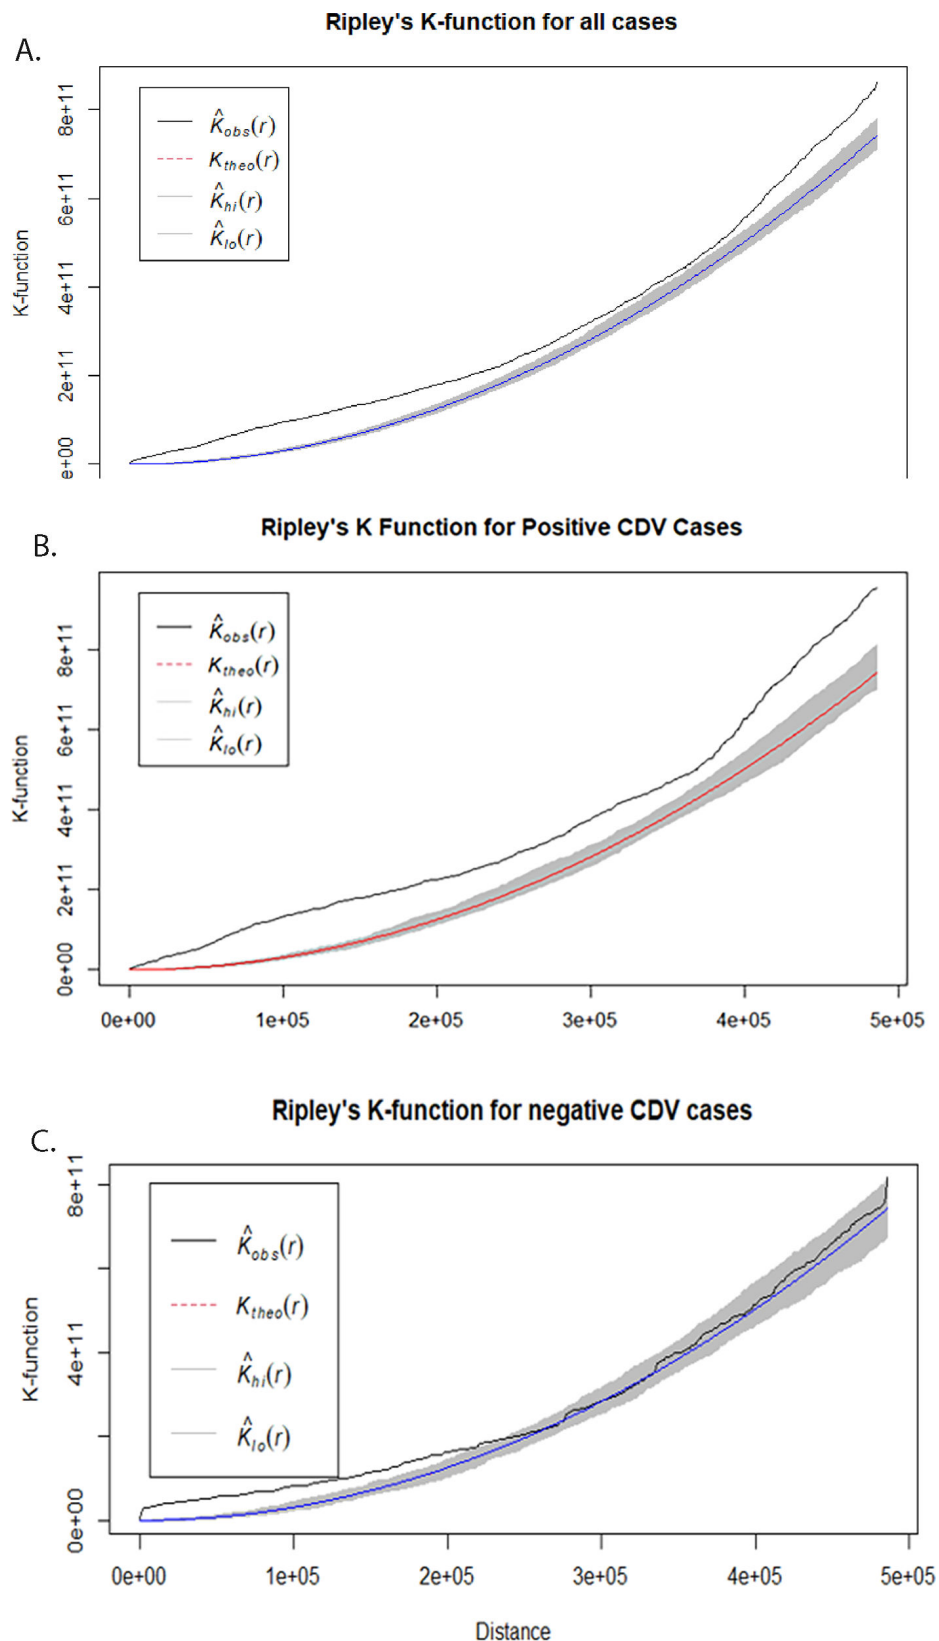 Ripley's K-function for all cases
A.
K̂obs(r)
Ktheo(r)
K̂hi(r)
K̂lo(r)
K-function
8e+11
6e+11
4e+11
2e+11
e+00
Ripley's K Function for Positive CDV Cases
B.
K̂obs(r)
Ktheo(r)
K̂hi(r)
K̂lo(r)
K-function
8e+11
6e+11
4e+11
2e+11
0e+00
0e+00 1e+05 2e+05 3e+05 4e+05 5e+05
Ripley's K-function for negative CDV cases
C.
K̂obs(r)
Ktheo(r)
K̂hi(r)
K̂lo(r)
K-function
8e+11
4e+11
0e+00
0e+00 1e+05 2e+05 3e+05 4e+05 5e+05
Distance